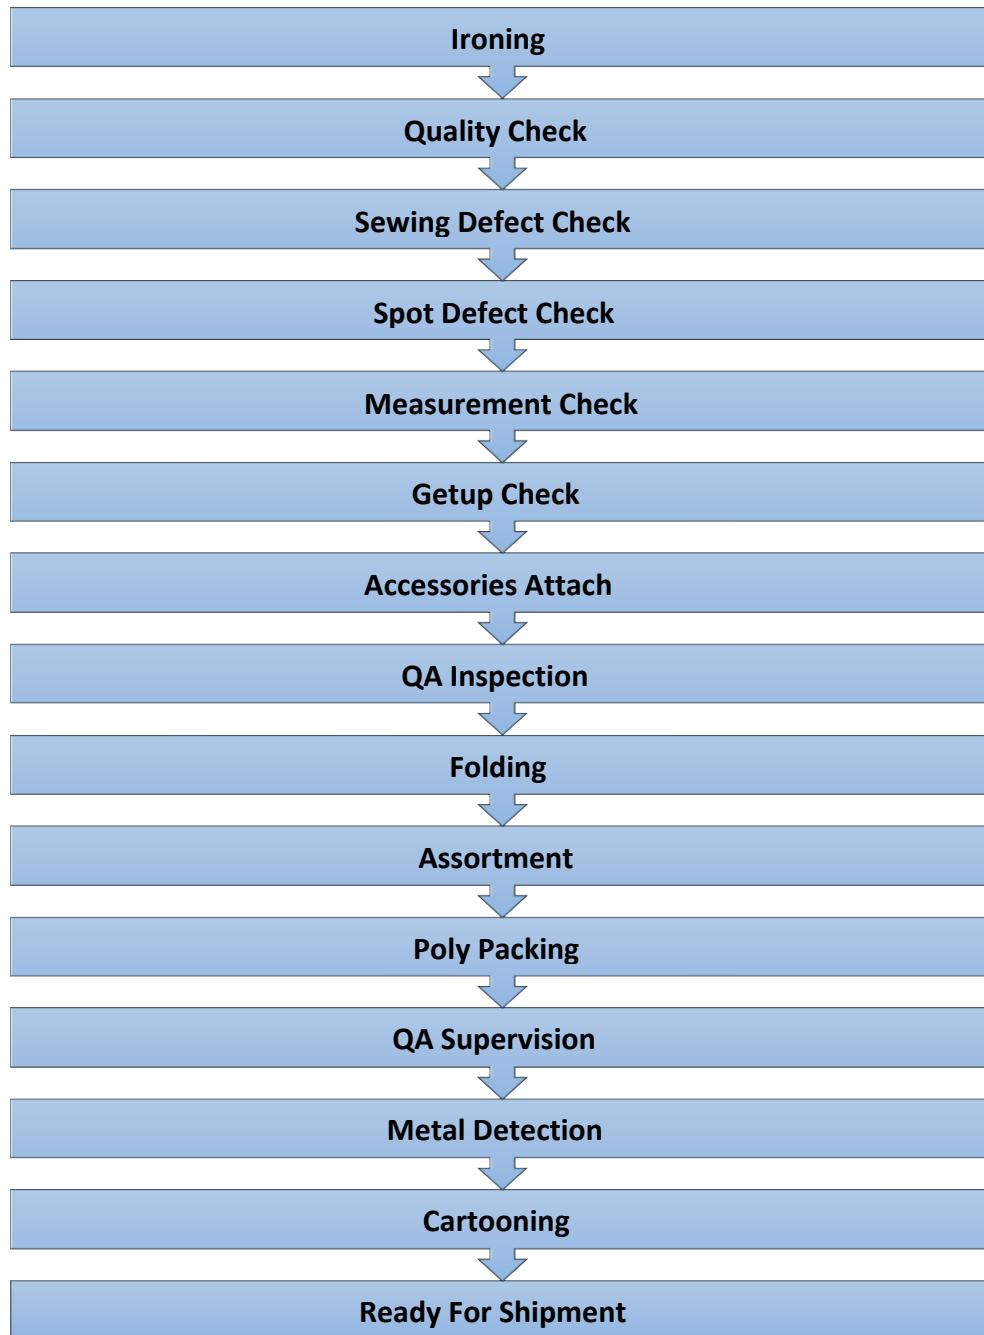 Ironing
Quality Check
Sewing Defect Check
Spot Defect Check
Measurement Check
Getup Check
Accessories Attach
QA Inspection
Folding
Assortment
Poly Packing
QA Supervision
Metal Detection
Cartooning
Ready For Shipment